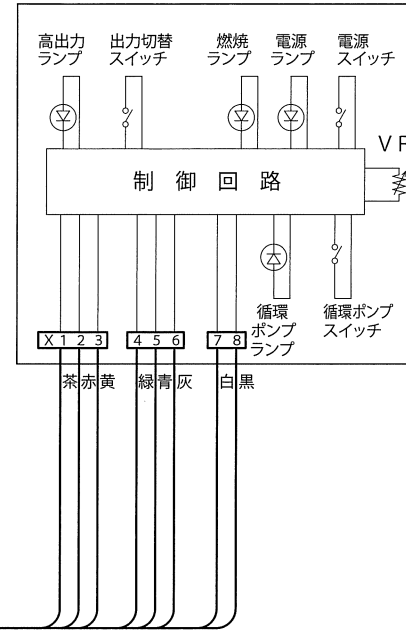 高出力
ランプ
出力切替
スイッチ
燃焼
ランプ
電源
ランプ
電源
スイッチ
V R
制 御 回 路
循環
ポンプ
ランプ
循環ポンプ
スイッチ
X 1 2 3
4 5 6
7 8
茶 赤 黄
緑 青 灰
白 黒